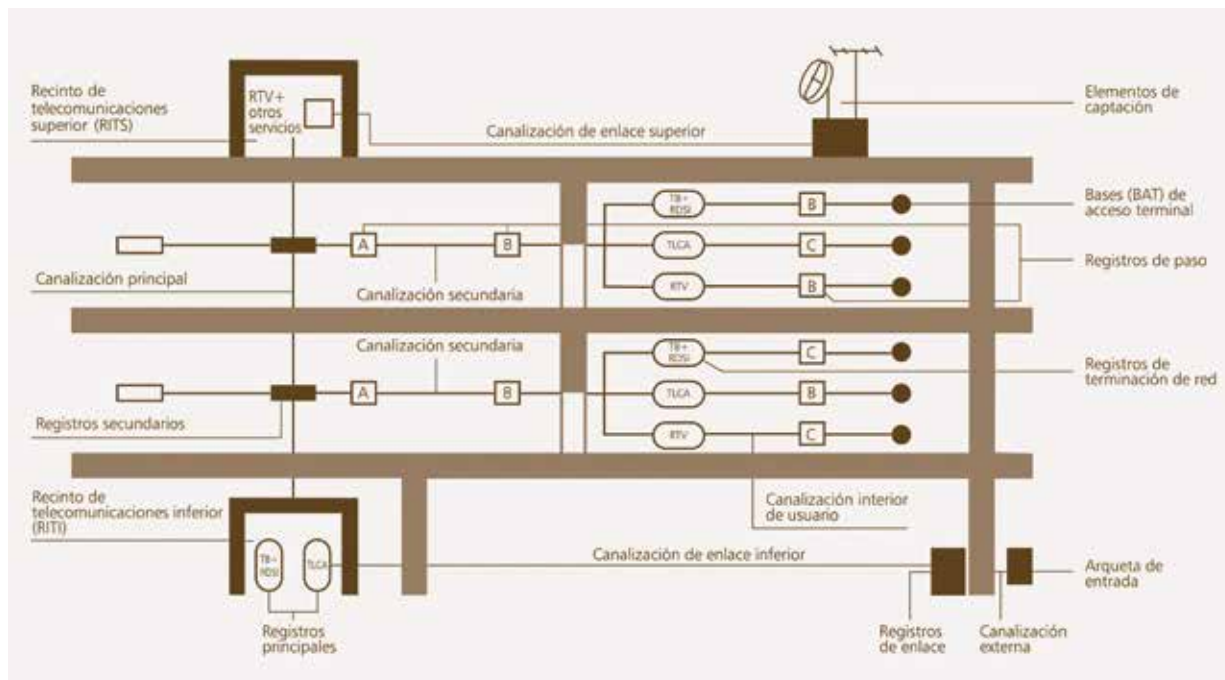 Recinto de
telecomunicaciones
superior (RITS)
RTV+
otros
servicios
Canalización de enlace superior
Elementos de
captación
TB+
RDSI
B
Bases (BAT) de
acceso terminal
A
B
TLCA
C
Registros de paso
Canalización principal
Canalización secundaria
RTV
B
Canalización secundaria
TB+
RDSI
C
Registros de
terminación de red
A
B
TLCA
B
Registros secundarios
RTV
C
Recinto de
telecomunicaciones inferior
(RITI)
Canalización interior
de usuario
TB+
RDSI
TLCA
Canalización de enlace inferior
Arqueta de
entrada
Registros
principales
Registros
de enlace
Canalización
externa